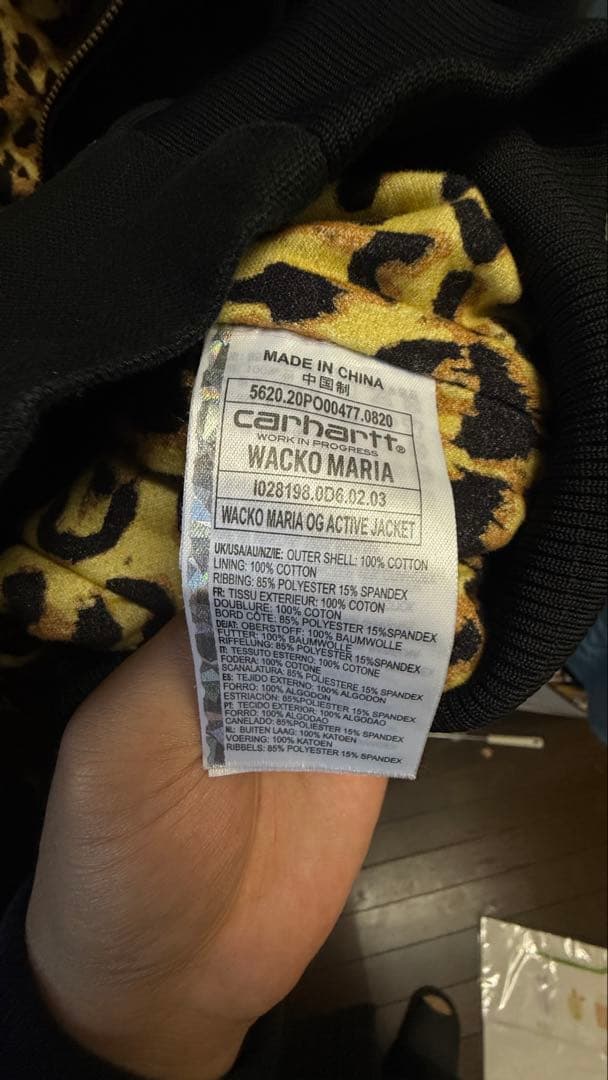 MADE IN CHINA
中国制
5620.20PO00477.0820
carhartt®
WORK IN PROGRESS
WACKO MARIA
I028198.0D6.02.03
WACKO MARIA OG ACTIVE JACKET
UK/USA/AU/NZ/IE: OUTER SHELL: 100% COTTON
LINING: 100% COTTON
RIBBING: 85% POLYESTER 15% SPANDEX
FR: TISSU EXTERIEUR: 100% COTON
DOUBLURE: 100% COTON
BORD CÔTE: 85% POLYESTER 15%SPANDEX
DE/AT: OBERSTOFF: 100% BAUMWOLLE
FUTTER: 100% BAUMWOLLE
RIFFELUNG: 85% POLYESTER 15%SPANDEX
IT: TESSUTO ESTERNO: 100% COTONE
FODERA: 100% COTONE
SCANALATURA: 85% POLIESTERE 15% SPANDEX
ES: TEJIDO EXTERNO: 100% ALGODON
FORRO: 100% ALGODON
ESTRIACIÓN: 85%POLIESTER 15% SPANDEX
PT: TECIDO EXTERIOR: 100% ALGODAO
FORRO: 100% ALGODAO
CANELADO: 85%POLYESTER 15% SPANDEX
NL: BUITEN LAAG: 100% KATOEN
VOERING: 100% KATOEN
RIBBELS: 85% POLYESTER 15% SPANDEX